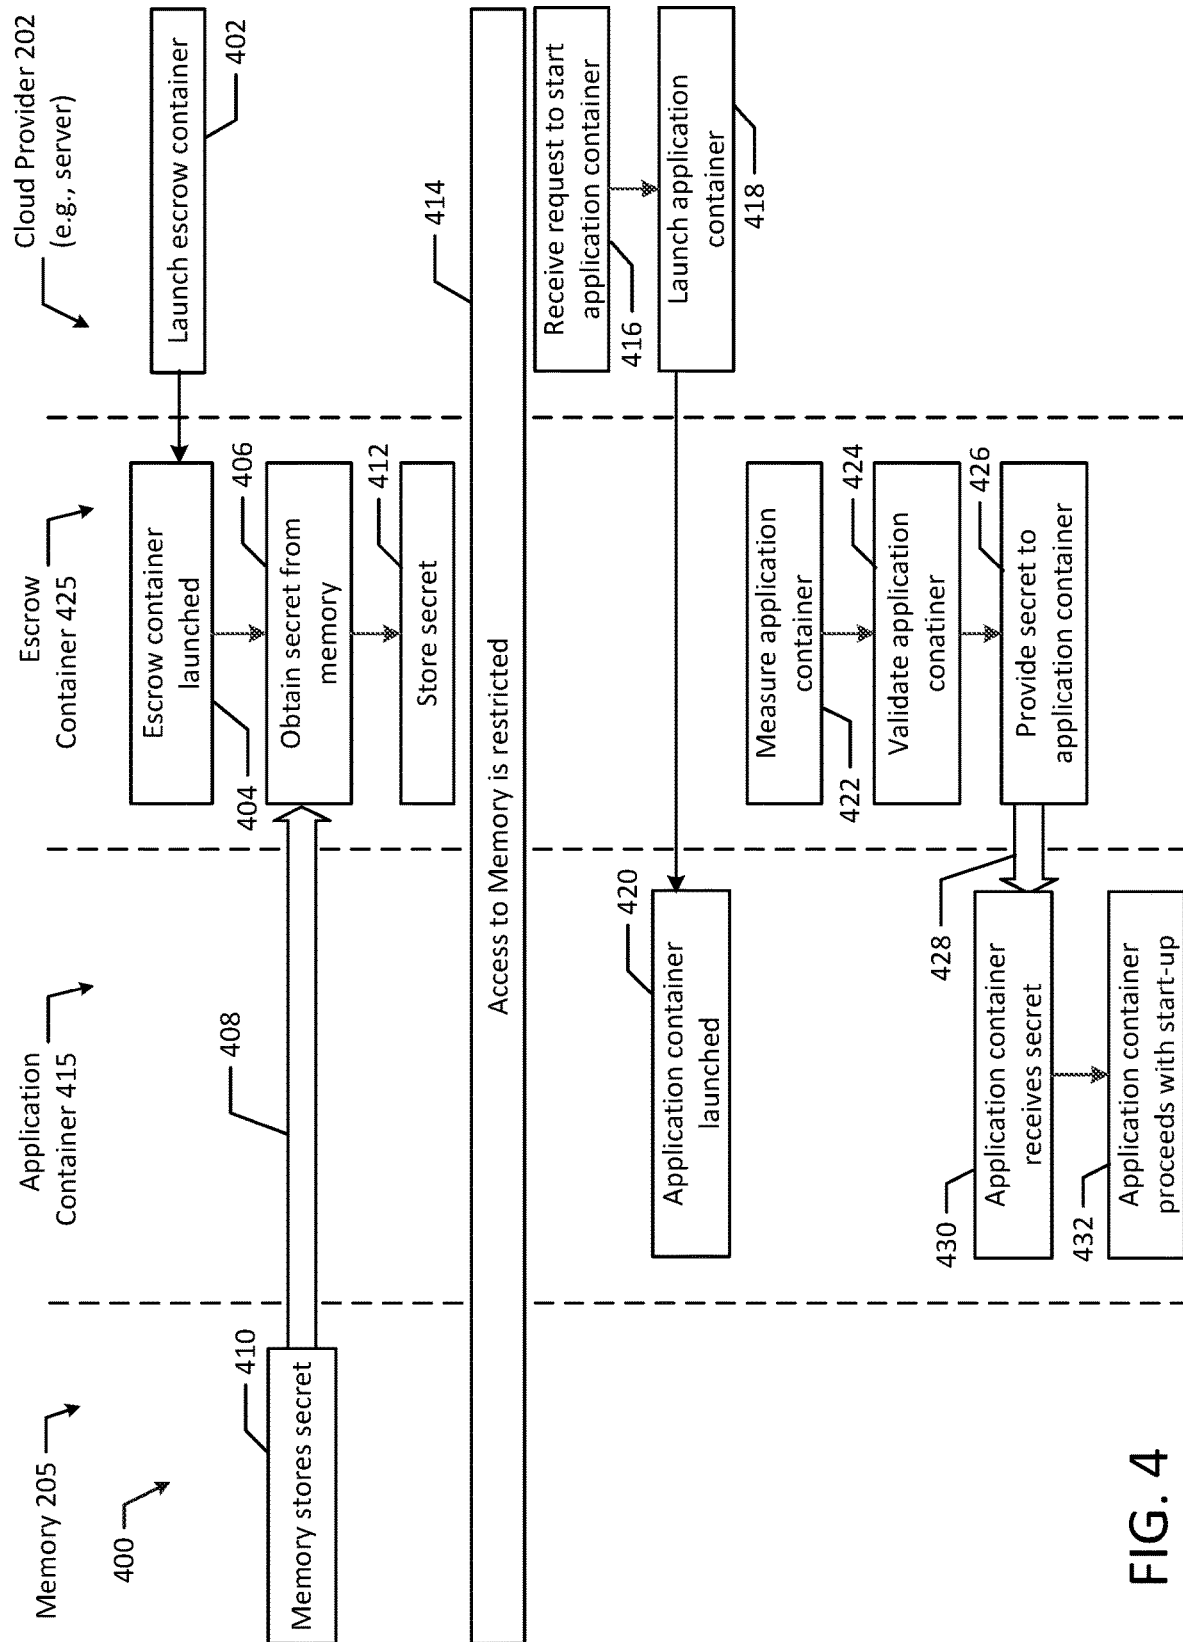 Memory 205
Application
Container 415
Escrow
Container 425
Cloud Provider 202
(e.g., server)
400
Launch escrow container
402
Escrow container
launched
404
Obtain secret from
memory
406
408
Memory stores secret
410
Store secret
412
Access to Memory is restricted
414
Receive request to start
application container
416
Launch application
container
418
Application container
launched
420
Measure application
container
422
Validate application
conatiner
424
Provide secret to
application container
426
428
Application container
receives secret
430
Application container
proceeds with start-up
432
FIG. 4